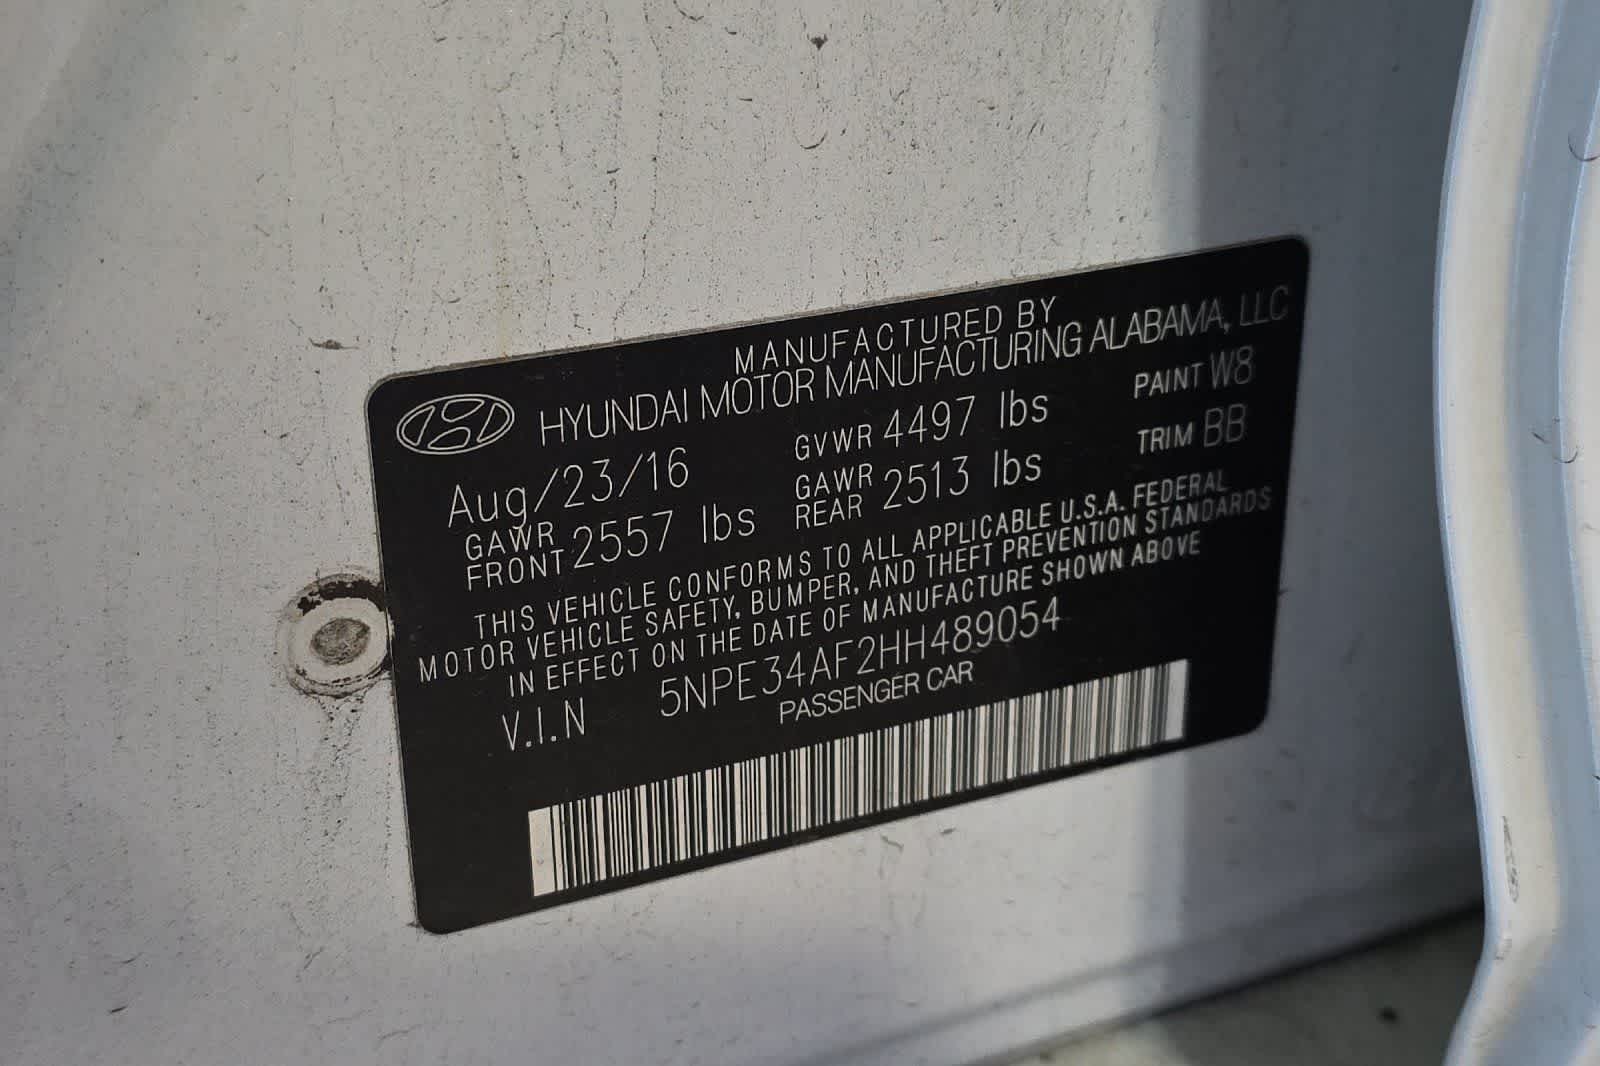 MANUFACTURED BY
HYUNDAI MOTOR MANUFACTURING ALABAMA, LLC
Aug/23/16 GVWR 4497 lbs PAINT W8
GAWR FRONT 2557 lbs GAWR REAR 2513 lbs TRIM BB
THIS VEHICLE CONFORMS TO ALL APPLICABLE U.S.A. FEDERAL
MOTOR VEHICLE SAFETY, BUMPER, AND THEFT PREVENTION STANDARDS
IN EFFECT ON THE DATE OF MANUFACTURE SHOWN ABOVE
V.I.N 5NPE34AF2HH489054
PASSENGER CAR